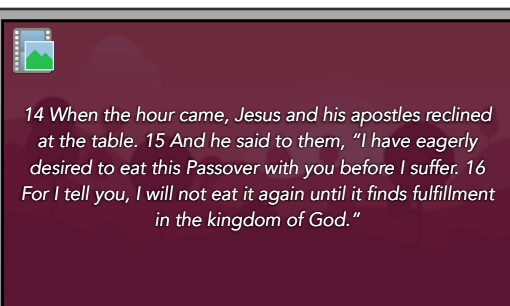 14 When the hour came, Jesus and his apostles reclined
at the table. 15 And he said to them, “I have eagerly
desired to eat this Passover with you before I suffer. 16
For I tell you, I will not eat it again until it finds fulfillment
in the kingdom of God.“